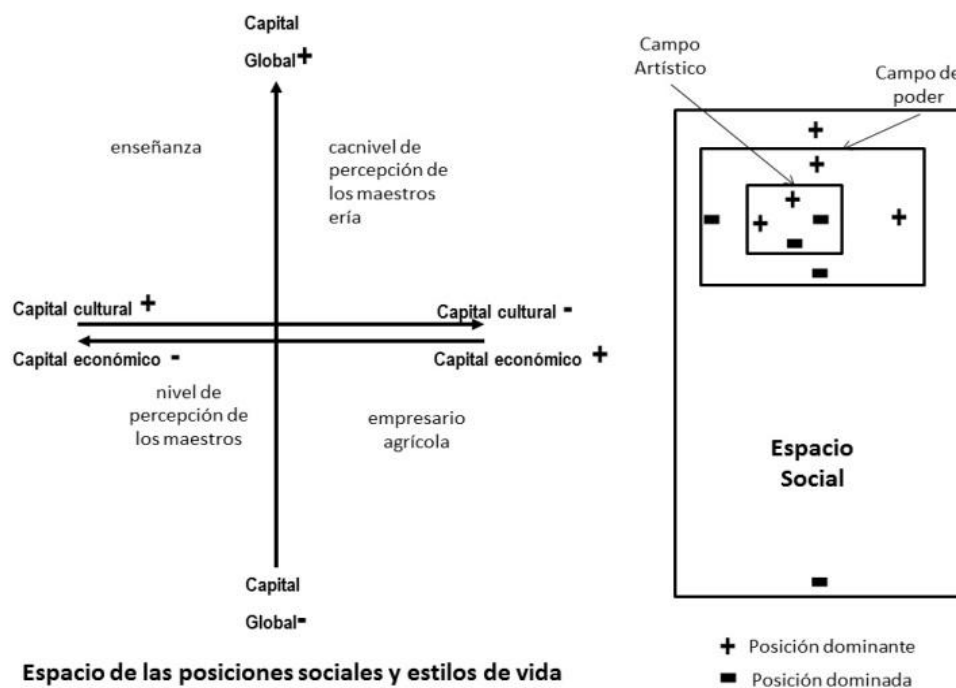 Capital
Global+
enseñanza
cacnivel de
percepción de
los maestros
ería
Capital cultural +
Capital cultural -
Capital económico -
Capital económico +
nivel de
percepción de
los maestros
empresario
agrícola
Capital
Global-
Espacio de las posiciones sociales y estilos de vida
Campo
Artístico
Campo de
poder
Espacio
Social
+ Posición dominante
- Posición dominada